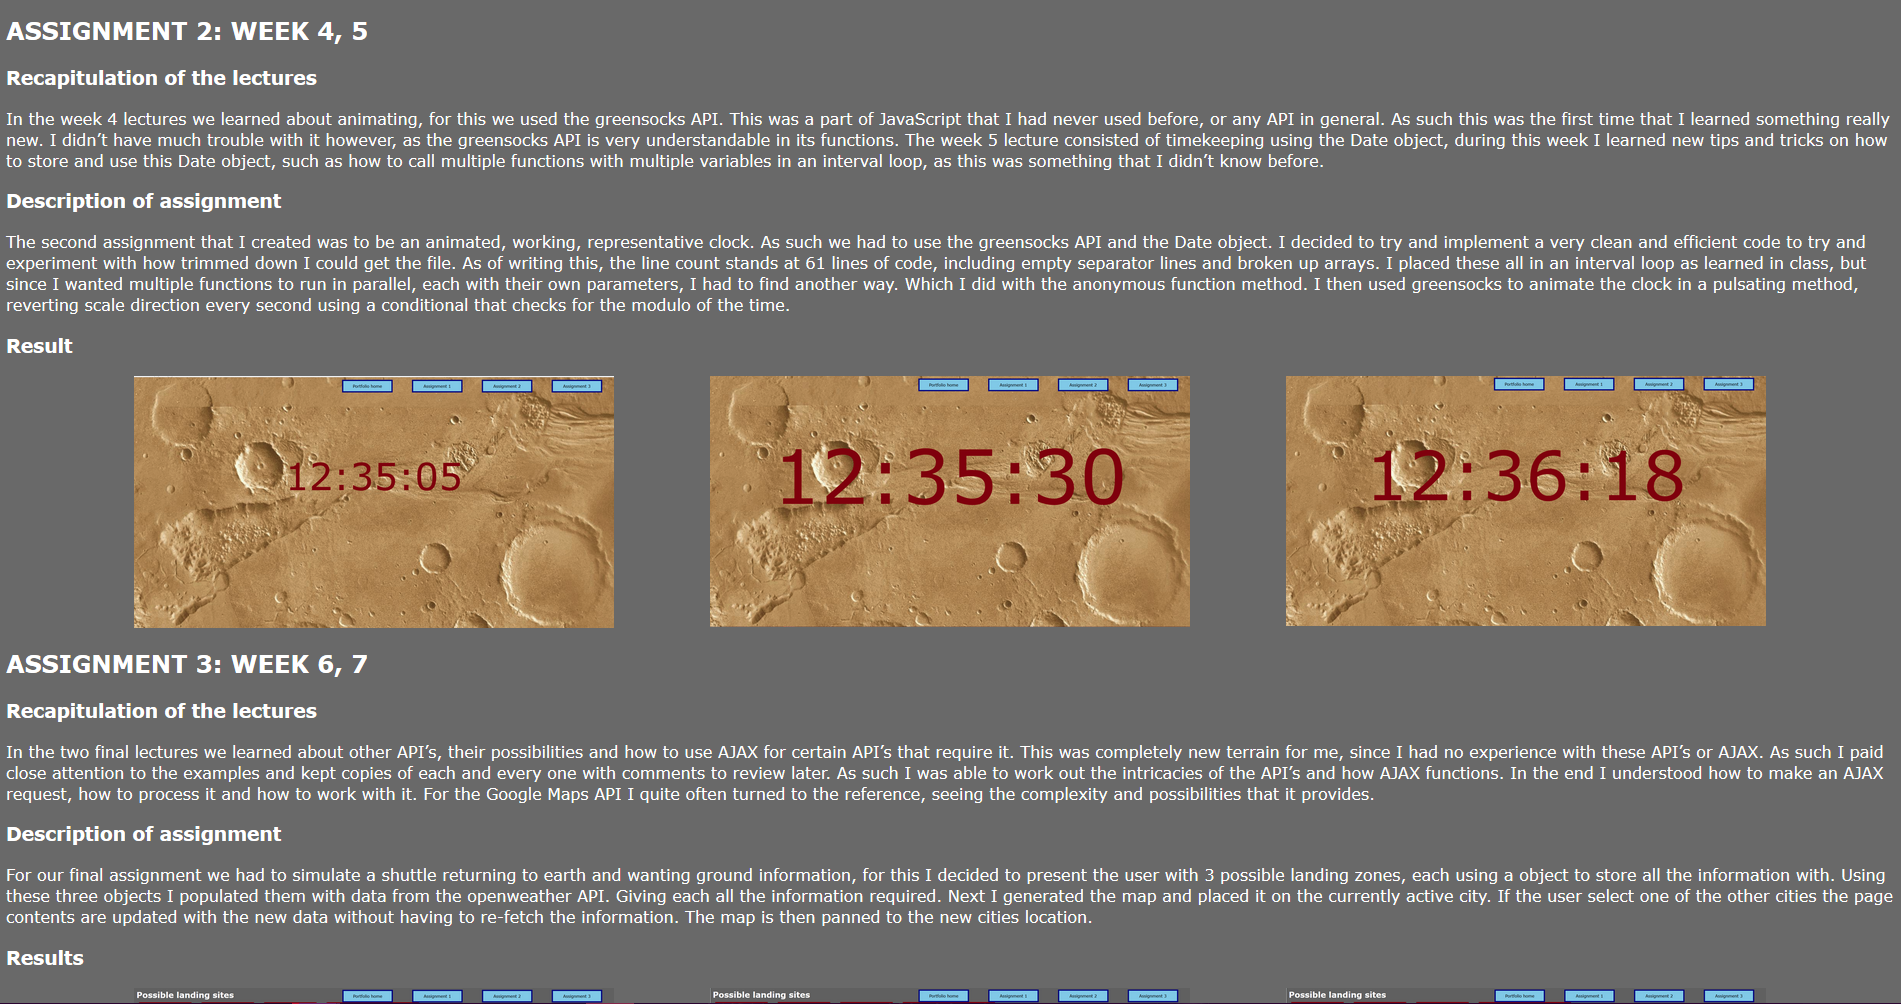 ASSIGNMENT 2: WEEK 4, 5
Recapitulation of the lectures
In the week 4 lectures we learned about animating, for this we used the greensocks API. This was a part of JavaScript that I had never used before, or any API in general. As such this was the first time that I learned something really
new. I didn’t have much trouble with it however, as the greensocks API is very understandable in its functions. The week 5 lecture consisted of timekeeping using the Date object, during this week I learned new tips and tricks on how
to store and use this Date object, such as how to call multiple functions with multiple variables in an interval loop, as this was something that I didn’t know before.
Description of assignment
The second assignment that I created was to be an animated, working, representative clock. As such we had to use the greensocks API and the Date object. I decided to try and implement a very clean and efficient code to try and
experiment with how trimmed down I could get the file. As of writing this, the line count stands at 61 lines of code, including empty separator lines and broken up arrays. I placed these all in an interval loop as learned in class, but
since I wanted multiple functions to run in parallel, each with their own parameters, I had to find another way. Which I did with the anonymous function method. I then used greensocks to animate the clock in a pulsating method,
reverting scale direction every second using a conditional that checks for the modulo of the time.
Result
Portfolio home Assignment 1 Assignment 2 Assignment 3
12:35:05
Portfolio home Assignment 1 Assignment 2 Assignment 3
12:35:30
Portfolio home Assignment 1 Assignment 2 Assignment 3
12:36:18
ASSIGNMENT 3: WEEK 6, 7
Recapitulation of the lectures
In the two final lectures we learned about other API’s, their possibilities and how to use AJAX for certain API’s that require it. This was completely new terrain for me, since I had no experience with these API’s or AJAX. As such I paid
close attention to the examples and kept copies of each and every one with comments to review later. As such I was able to work out the intricacies of the API’s and how AJAX functions. In the end I understood how to make an AJAX
request, how to process it and how to work with it. For the Google Maps API I quite often turned to the reference, seeing the complexity and possibilities that it provides.
Description of assignment
For our final assignment we had to simulate a shuttle returning to earth and wanting ground information, for this I decided to present the user with 3 possible landing zones, each using a object to store all the information with. Using
these three objects I populated them with data from the openweather API. Giving each all the information required. Next I generated the map and placed it on the currently active city. If the user select one of the other cities the page
contents are updated with the new data without having to re-fetch the information. The map is then panned to the new cities location.
Results
Possible landing sites Portfolio home Assignment 1 Assignment 2 Assignment 3
Possible landing sites Portfolio home Assignment 1 Assignment 2 Assignment 3
Possible landing sites Portfolio home Assignment 1 Assignment 2 Assignment 3